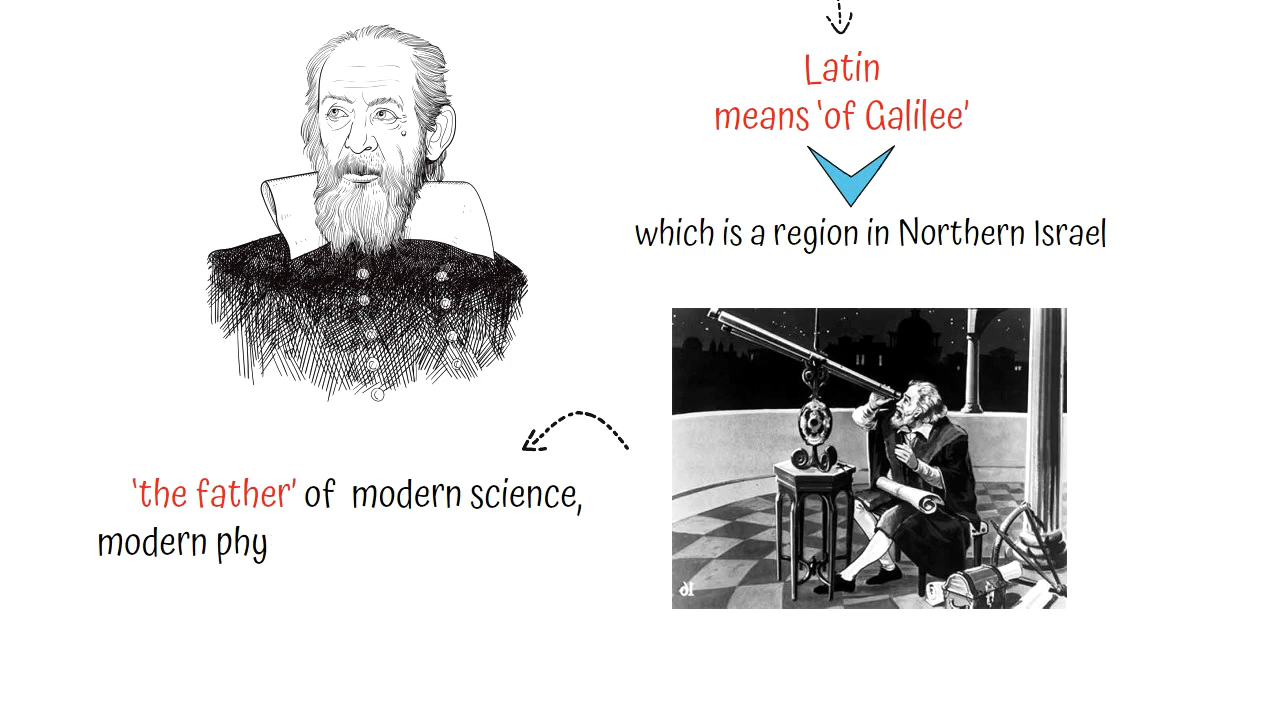 Latin
means ‘of Galilee’
which is a region in Northern Israel
‘the father’ of modern science,
modern phy